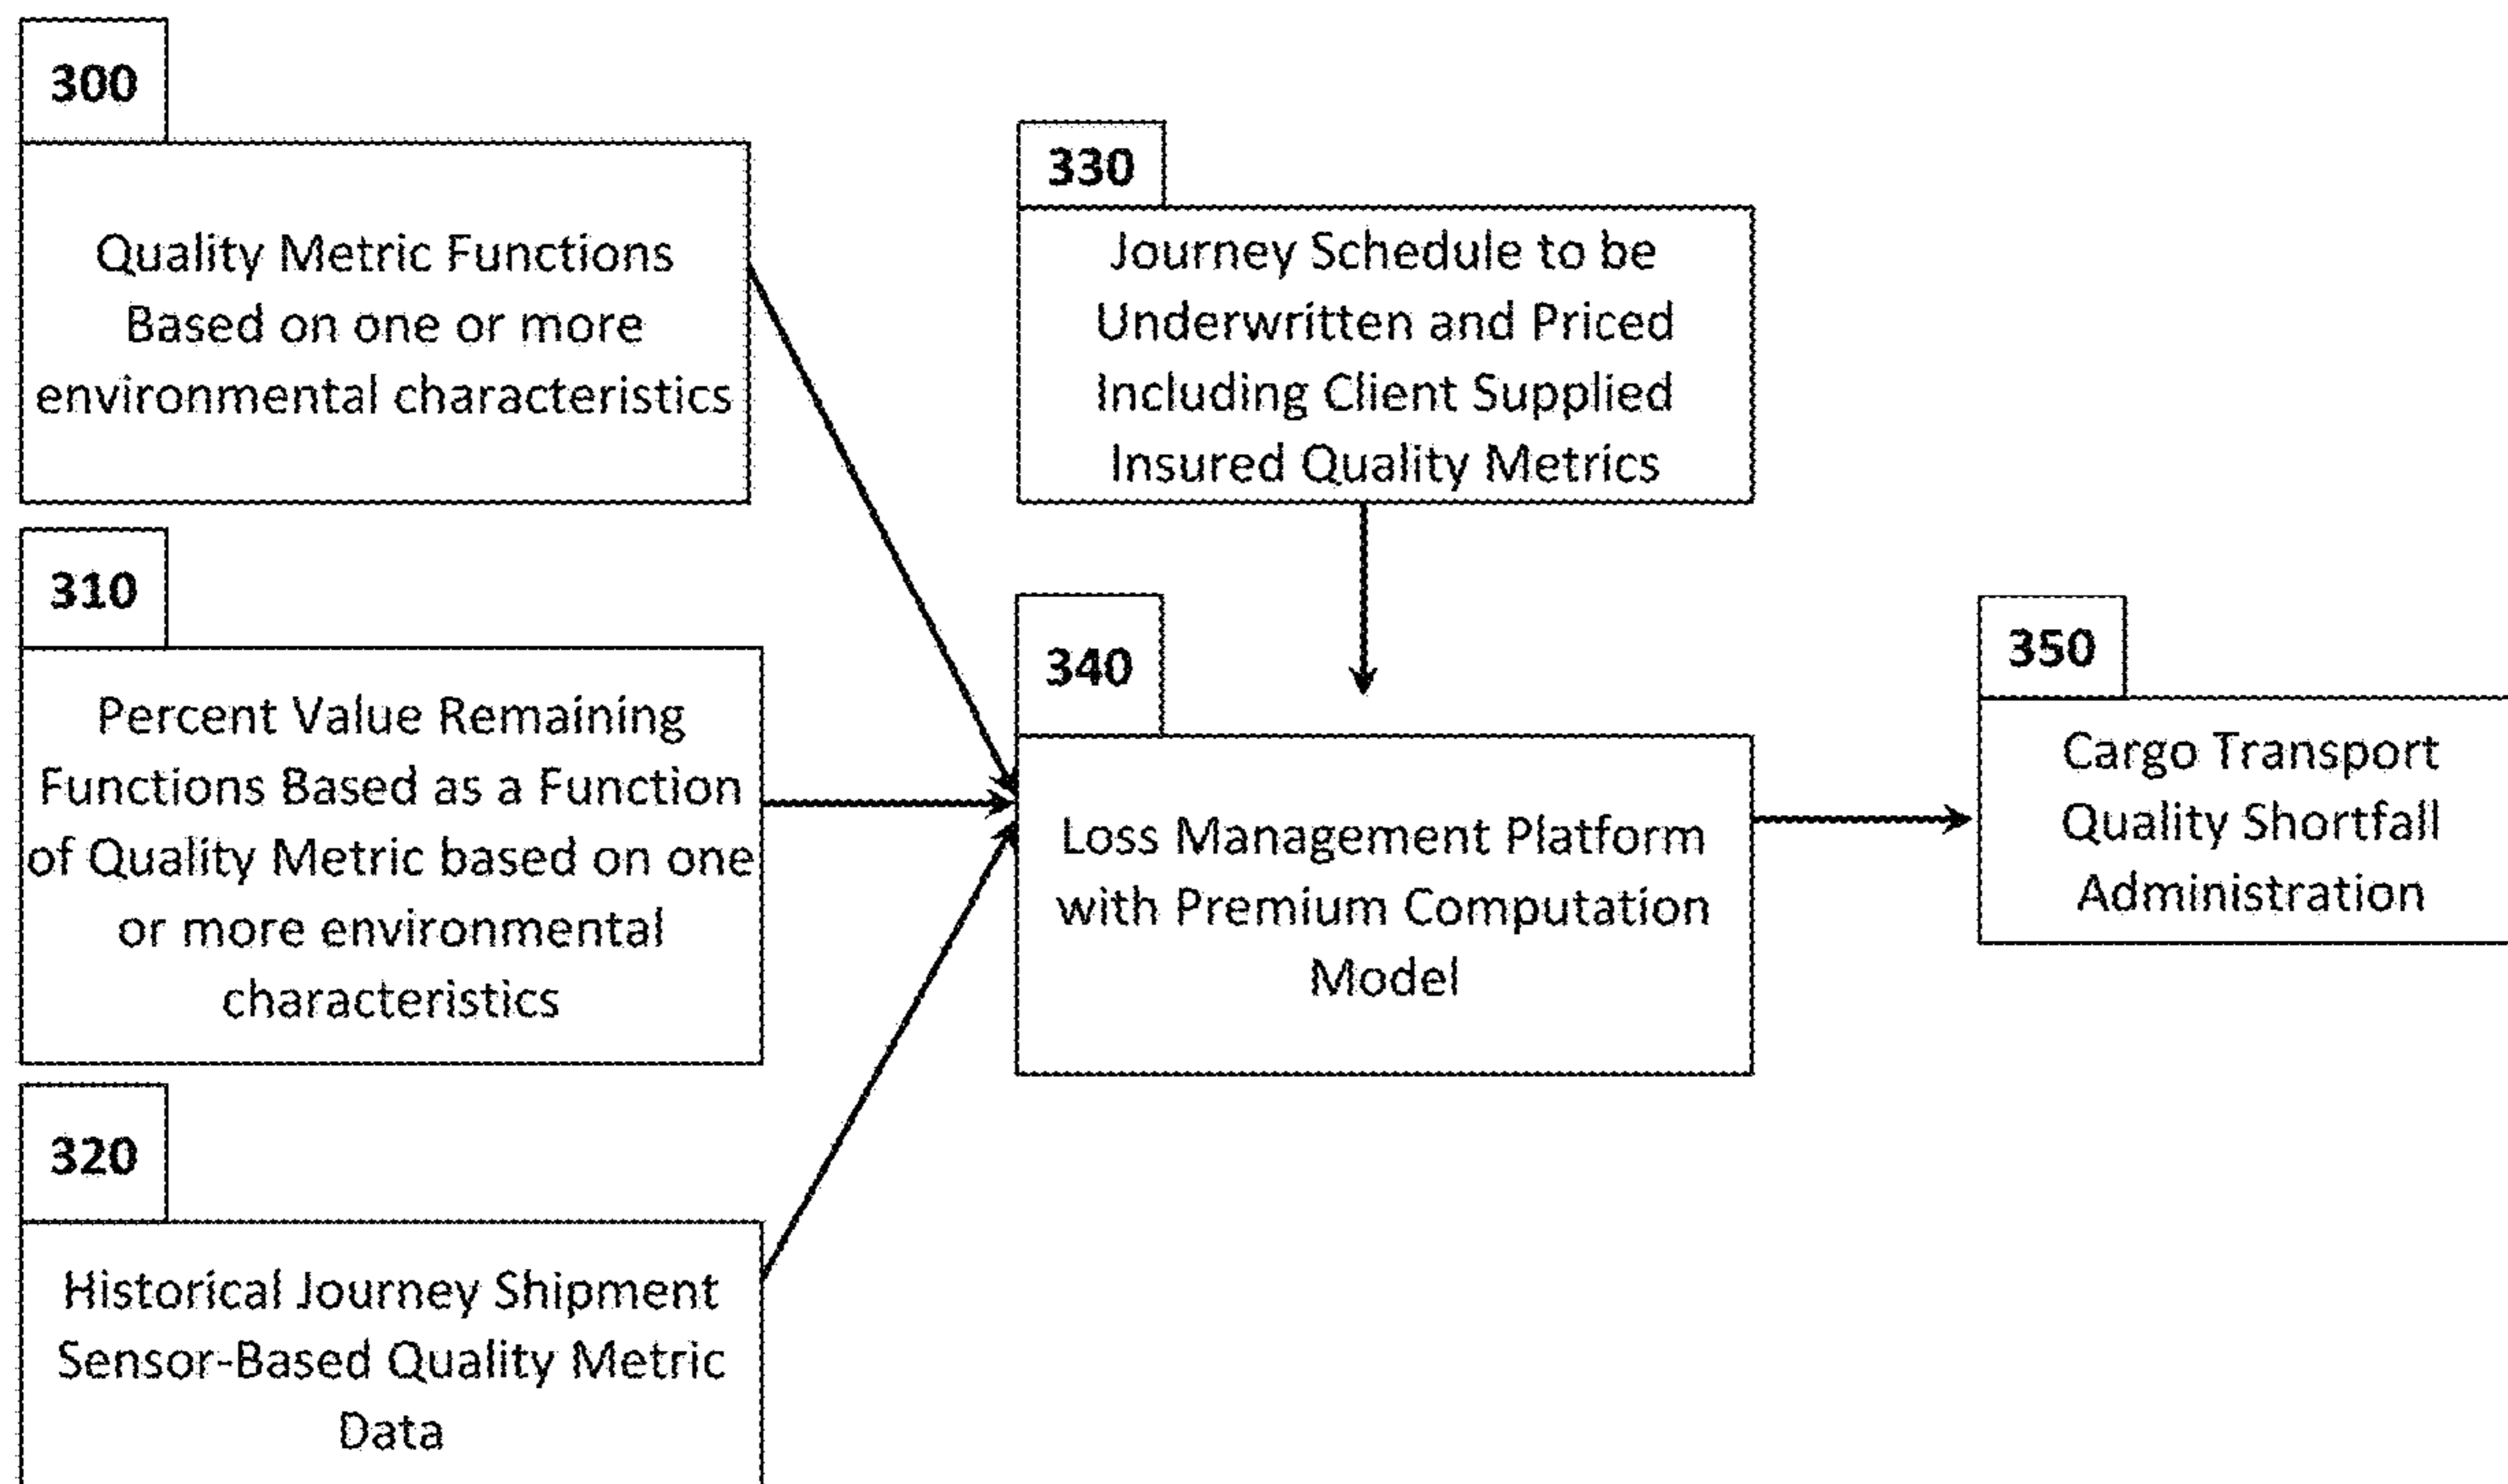 300
Quality Metric Functions
Based on one or more
environmental characteristics
310
Percent Value Remaining
Functions Based as a Function
of Quality Metric based on one
or more environmental
characteristics
320
Historical Journey Shipment
Sensor-Based Quality Metric
Data
330
Journey Schedule to be
Underwritten and Priced
Including Client Supplied
Insured Quality Metrics
340
Loss Management Platform
with Premium Computation
Model
350
Cargo Transport
Quality Shortfall
Administration